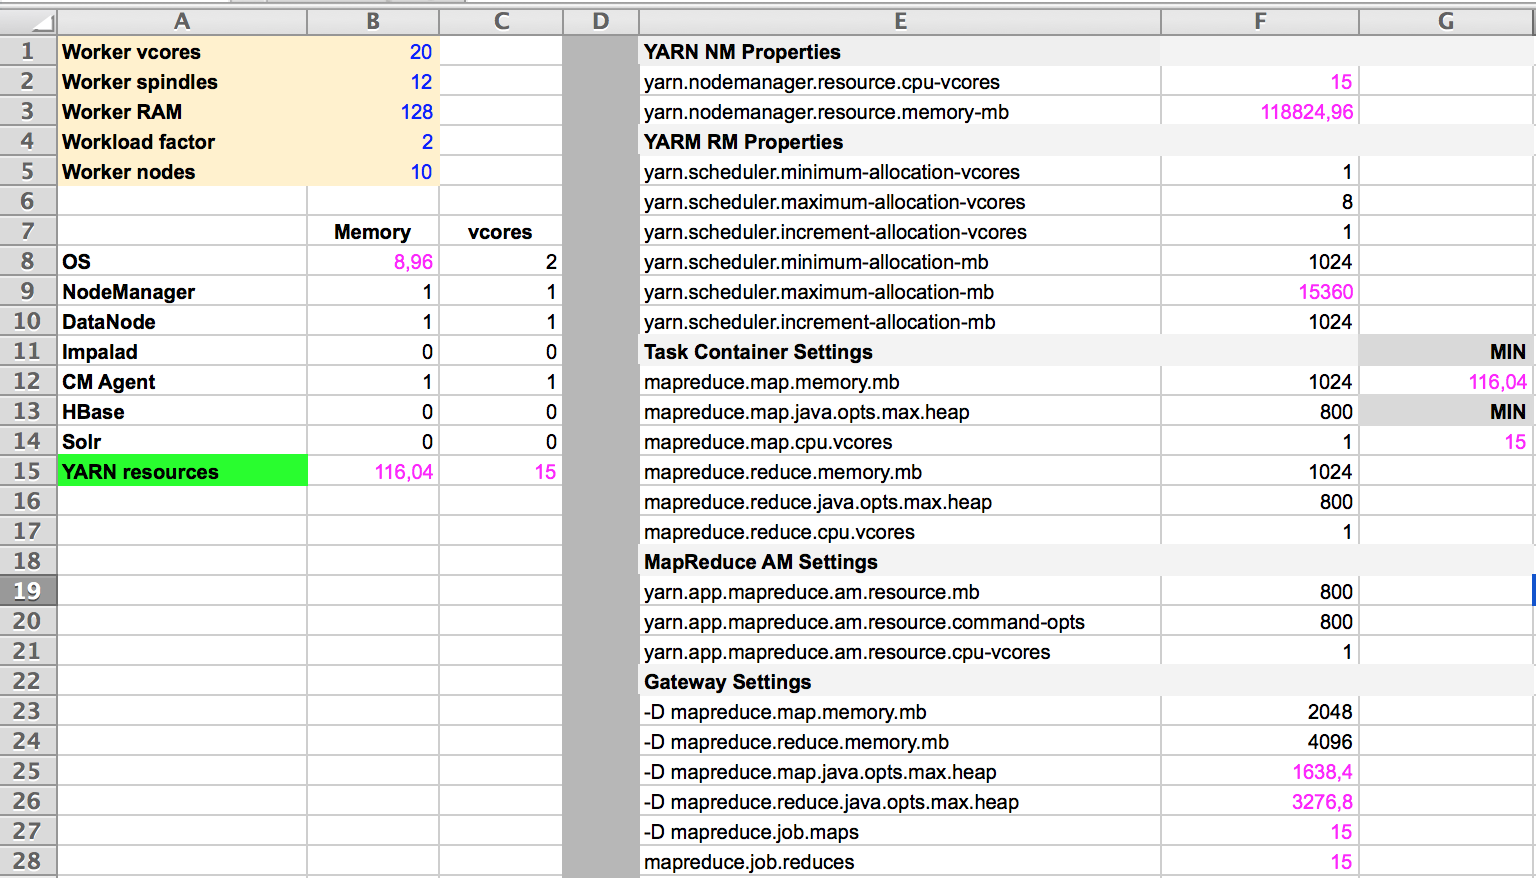 A B C D E F G
1 Worker vcores 20 YARN NM Properties
2 Worker spindles 12 yarn.nodemanager.resource.cpu-vcores 15
3 Worker RAM 128 yarn.nodemanager.resource.memory-mb 118824,96
4 Workload factor 2 YARM RM Properties
5 Worker nodes 10 yarn.scheduler.minimum-allocation-vcores 1
6 yarn.scheduler.maximum-allocation-vcores 8
7 Memory vcores yarn.scheduler.increment-allocation-vcores 1
8 OS 8,96 2 yarn.scheduler.minimum-allocation-mb 1024
9 NodeManager 1 1 yarn.scheduler.maximum-allocation-mb 15360
10 DataNode 1 1 yarn.scheduler.increment-allocation-mb 1024
11 Impalad 0 0 Task Container Settings MIN
12 CM Agent 1 1 mapreduce.map.memory.mb 1024 116,04
13 HBase 0 0 mapreduce.map.java.opts.max.heap 800 MIN
14 Solr 0 0 mapreduce.map.cpu.vcores 1 15
15 YARN resources 116,04 15 mapreduce.reduce.memory.mb 1024
16 mapreduce.reduce.java.opts.max.heap 800
17 mapreduce.reduce.cpu.vcores 1
18 MapReduce AM Settings
19 yarn.app.mapreduce.am.resource.mb 800
20 yarn.app.mapreduce.am.resource.command-opts 800
21 yarn.app.mapreduce.am.resource.cpu-vcores 1
22 Gateway Settings
23 -D mapreduce.map.memory.mb 2048
24 -D mapreduce.reduce.memory.mb 4096
25 -D mapreduce.map.java.opts.max.heap 1638,4
26 -D mapreduce.reduce.java.opts.max.heap 3276,8
27 -D mapreduce.job.maps 15
28 mapreduce.job.reduces 15